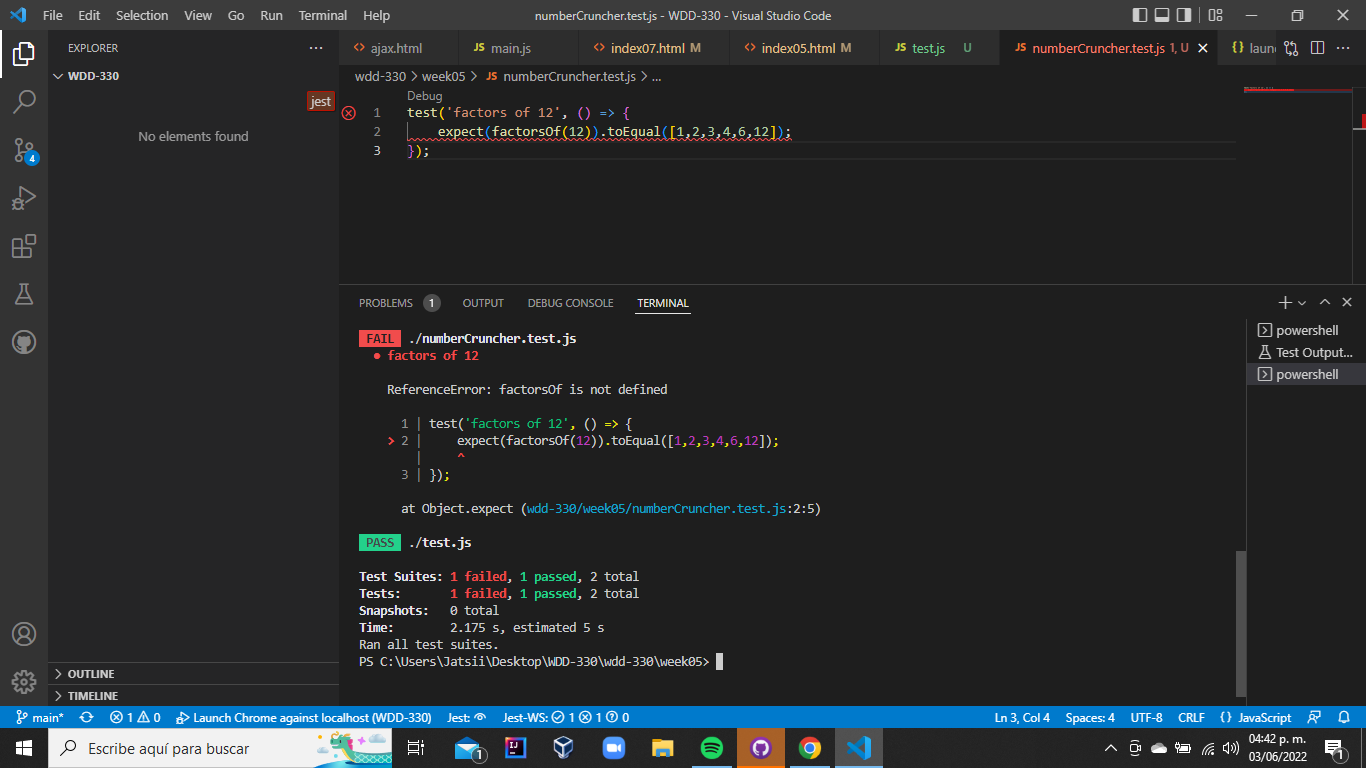 File Edit Selection View Go Run Terminal Help numberCruncher.test.js - WDD-330 - Visual Studio Code
EXPLORER
WDD-330
jest
No elements found
OUTLINE
TIMELINE
ajax.html JS main.js index07.html M index05.html M JS test.js U JS numberCruncher.test.js 1, U {} laun
wdd-330 > week05 > JS numberCruncher.test.js > ...
Debug
1 test('factors of 12', () => {
2 expect(factorsOf(12)).toEqual([1,2,3,4,6,12]);
3 });
PROBLEMS 1 OUTPUT DEBUG CONSOLE TERMINAL
FAIL ./numberCruncher.test.js
● factors of 12
ReferenceError: factorsOf is not defined
1 | test('factors of 12', () => {
> 2 | expect(factorsOf(12)).toEqual([1,2,3,4,6,12]);
| ^
3 | });
at Object.expect (wdd-330/week05/numberCruncher.test.js:2:5)
PASS ./test.js
Test Suites: 1 failed, 1 passed, 2 total
Tests: 1 failed, 1 passed, 2 total
Snapshots: 0 total
Time: 2.175 s, estimated 5 s
Ran all test suites.
PS C:\Users\Jatsii\Desktop\WDD-330\wdd-330\week05>
powershell
Test Output...
powershell
4
main* 1 0 Launch Chrome against localhost (WDD-330) Jest: Jest-WS: 1 1 0 Ln 3, Col 4 Spaces: 4 UTF-8 CRLF {} JavaScript
Escribe aquí para buscar
1
IJ
04:42 p. m.
03/06/2022
1